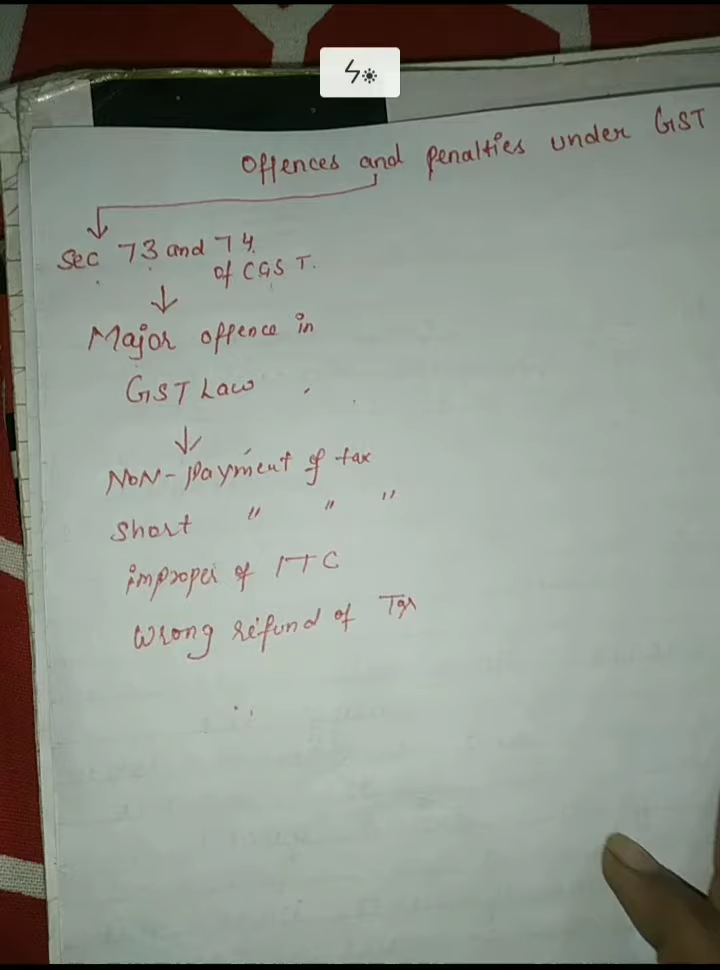 Offences and penalties under GST
Sec 73 and 74
of CGST.
Major offence in
GST Law
Non-payment of tax
Short " " "
improper of ITC
Wrong refund of Tax